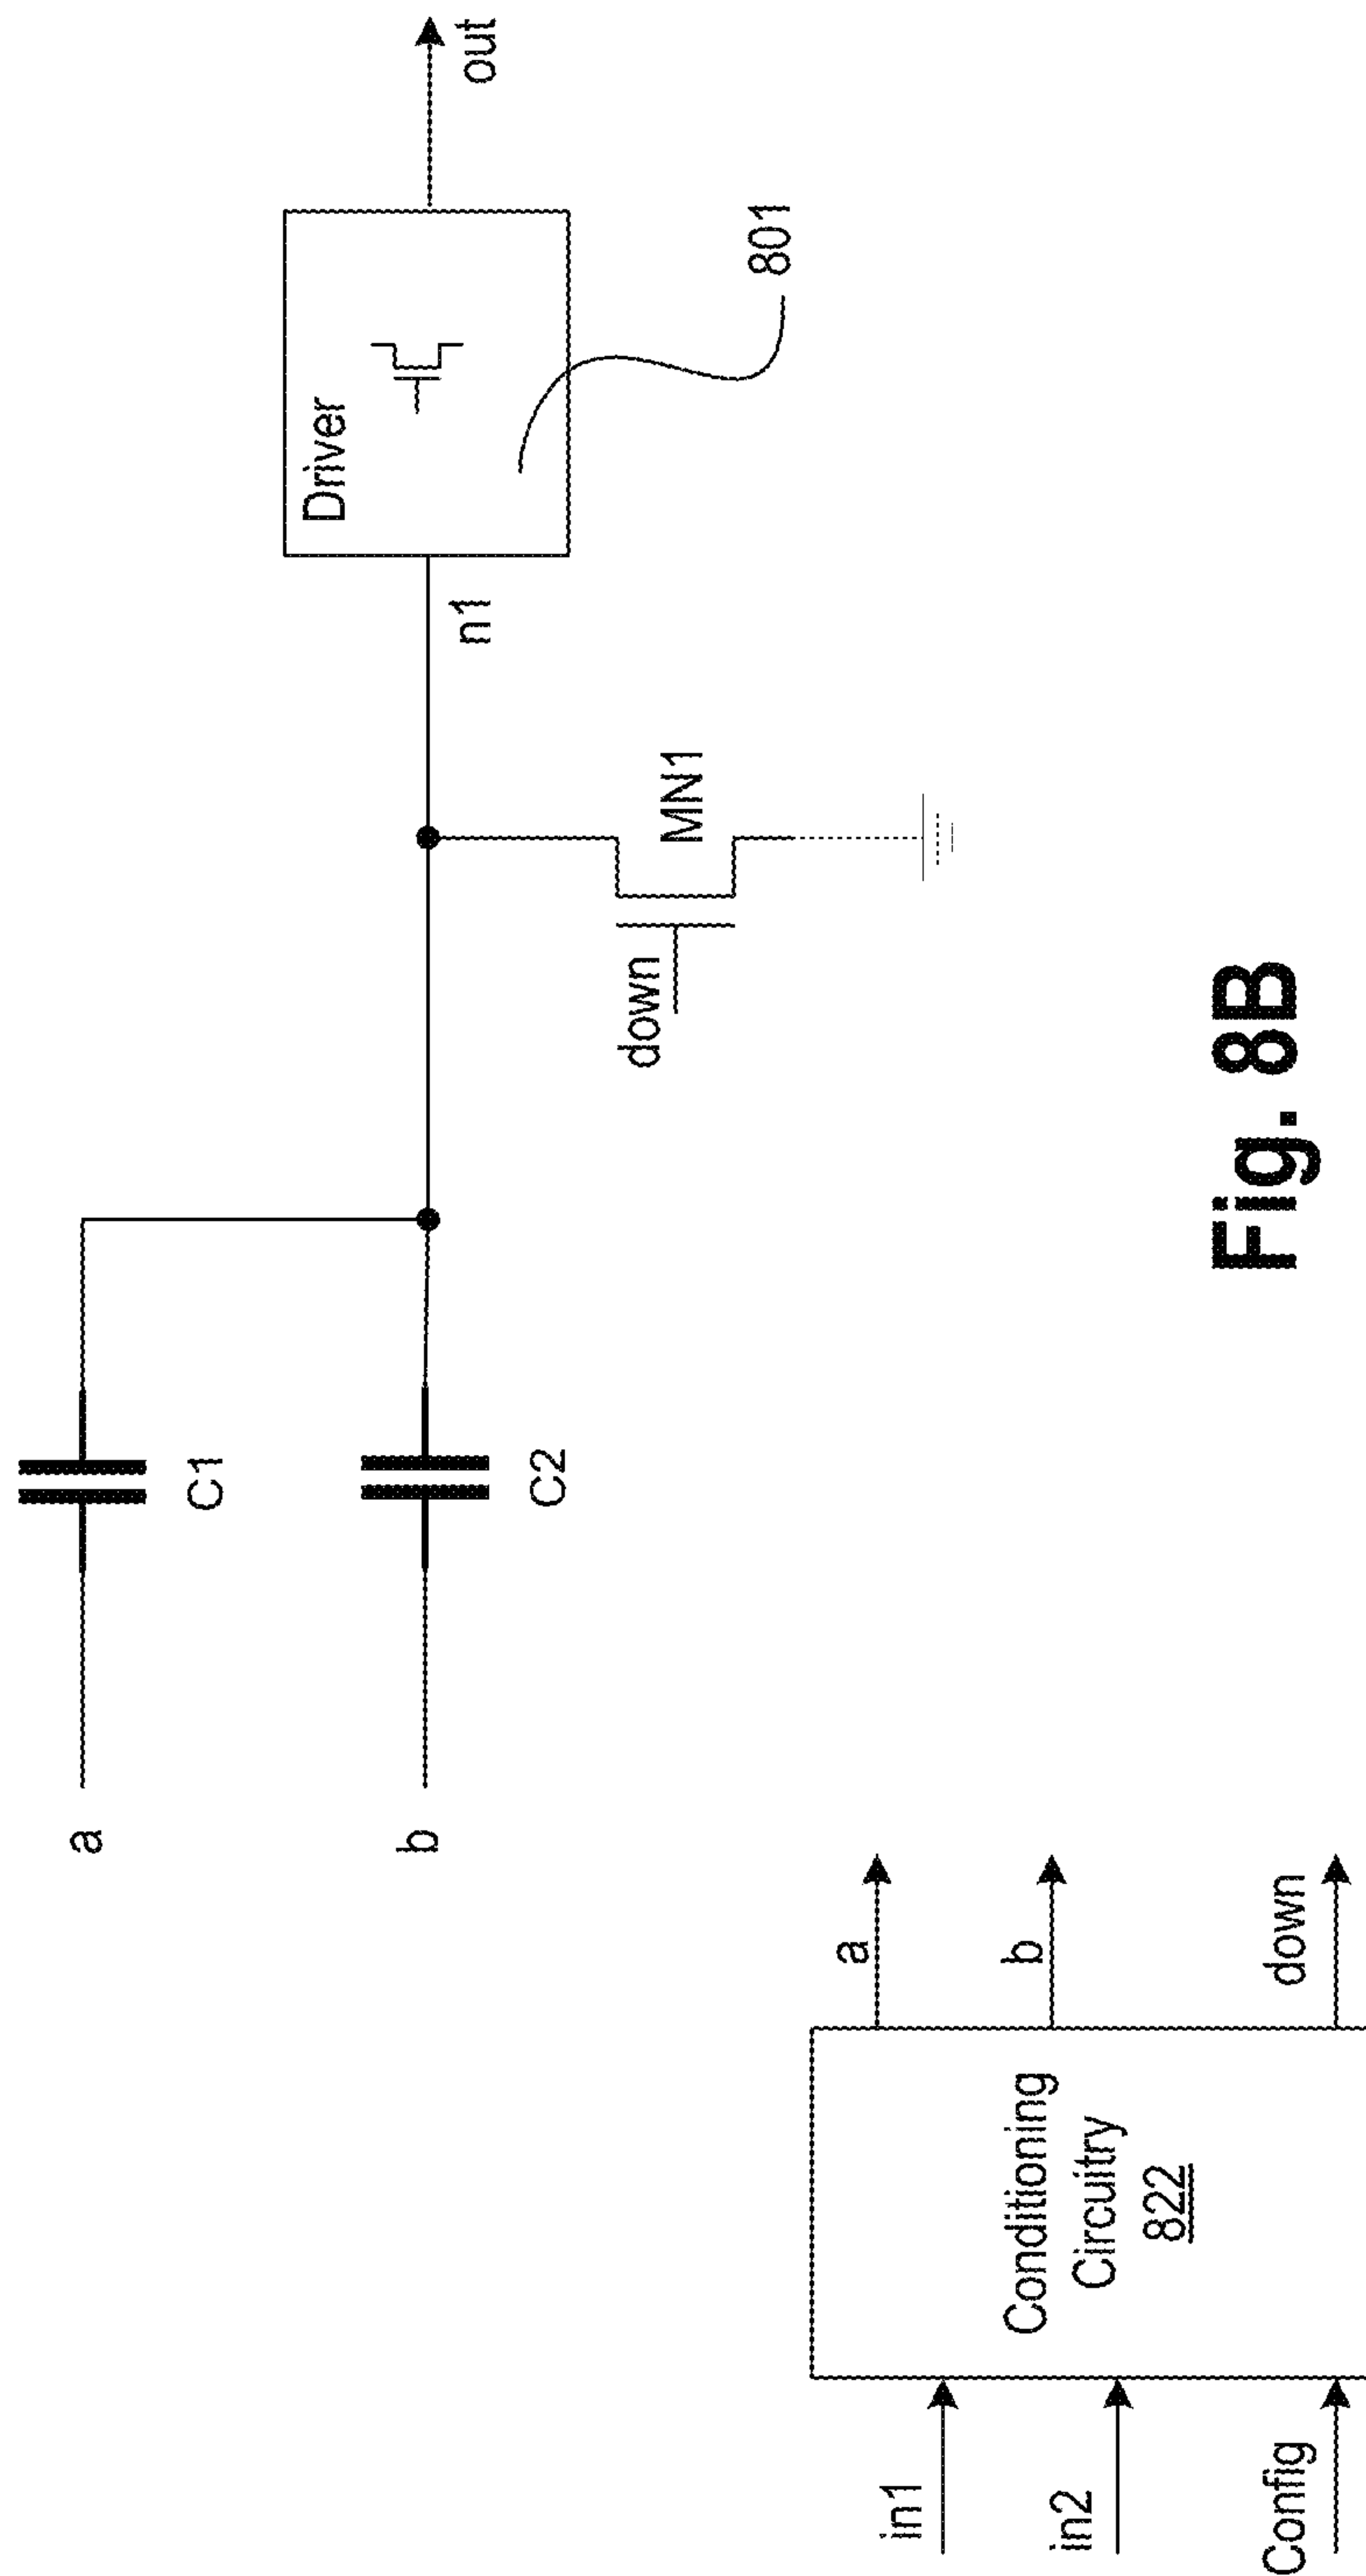 a
C1
b
C2
down
MN1
n1
Driver
801
out
in1
in2
Config
Conditioning
Circuitry
822
a
b
down
Fig. 8B